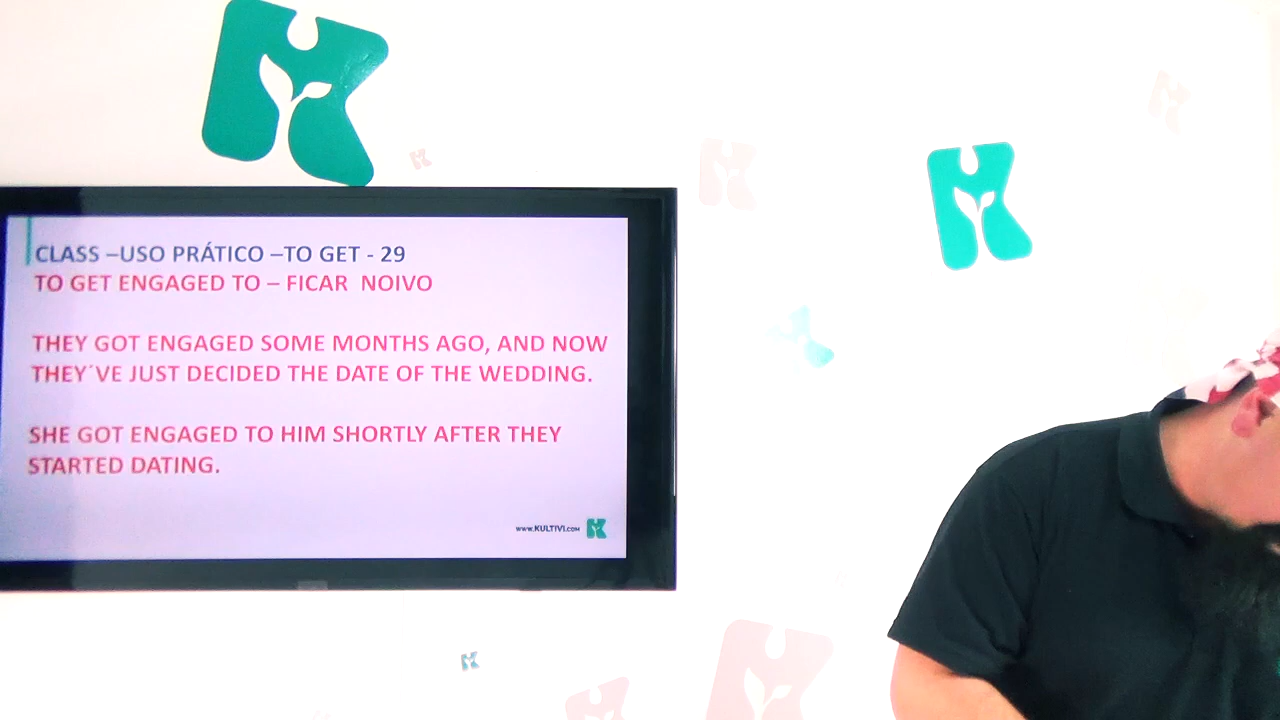 CLASS –USO PRÁTICO –TO GET - 29
TO GET ENGAGED TO – FICAR NOIVO
THEY GOT ENGAGED SOME MONTHS AGO, AND NOW
THEY´VE JUST DECIDED THE DATE OF THE WEDDING.
SHE GOT ENGAGED TO HIM SHORTLY AFTER THEY
STARTED DATING.
www.KULTIVI.COM